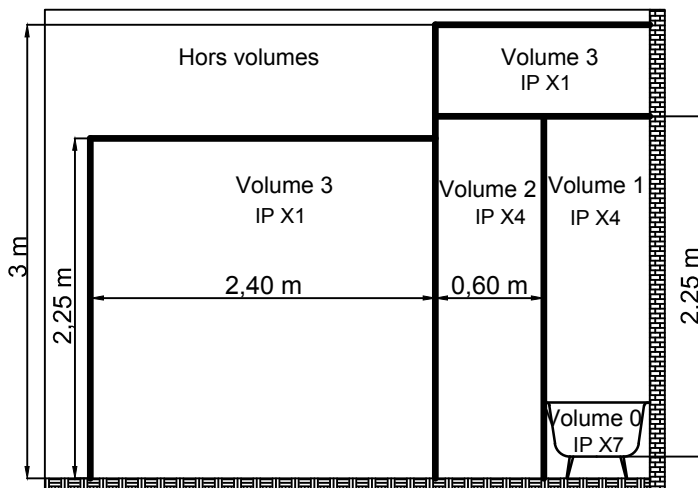 Hors volumes
Volume 3
IP X1
Volume 3
IP X1
Volume 2
IP X4
Volume 1
IP X4
3 m
2,25 m
2,40 m
0,60 m
2,25 m
Volume 0
IP X7